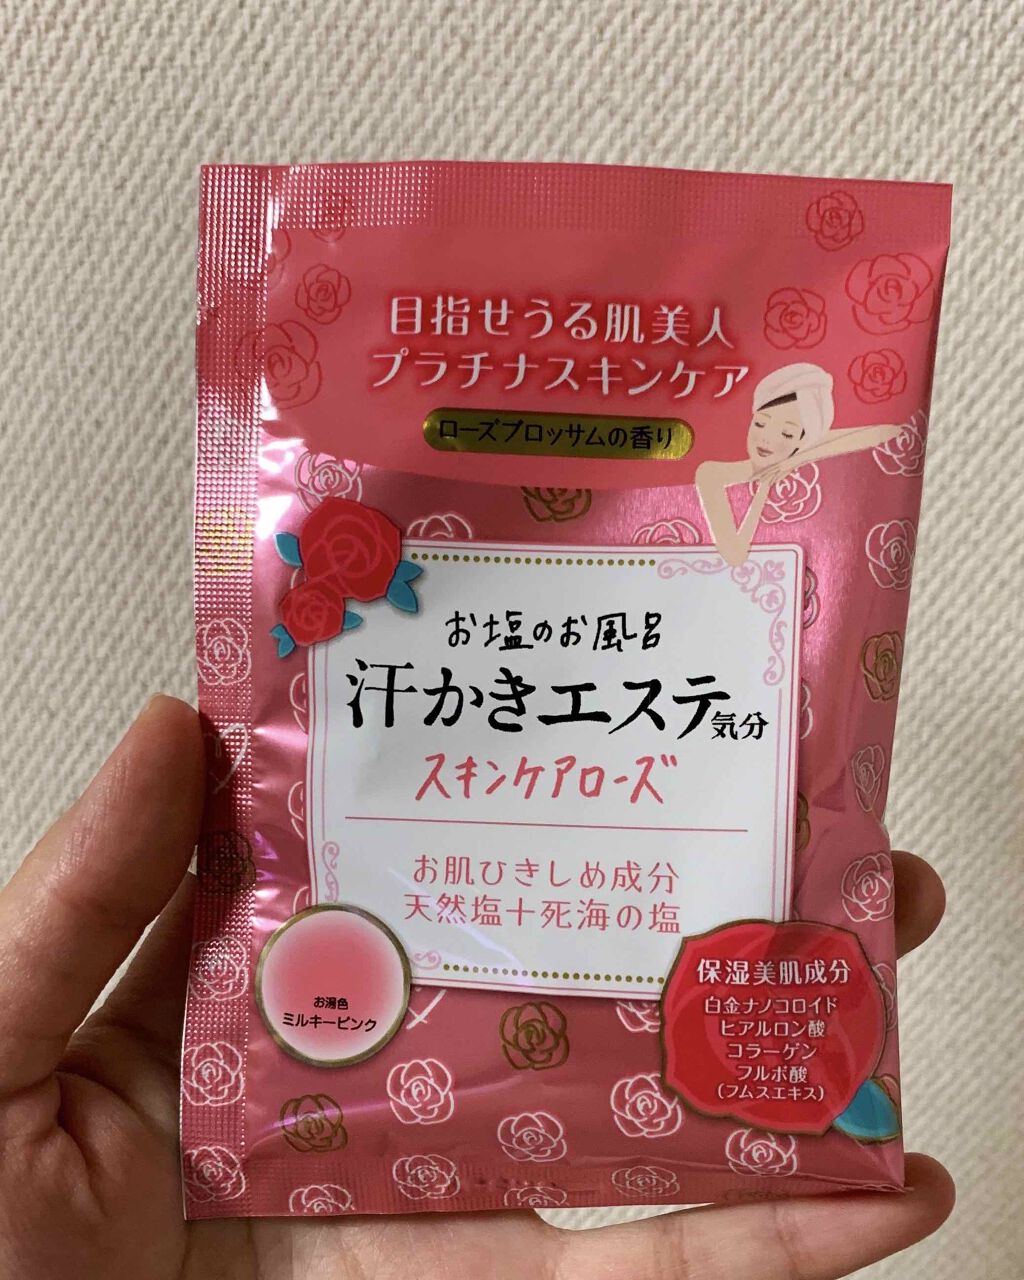 目指せうる肌美人
プラチナスキンケア
ローズブロッサムの香り
お塩のお風呂
汗かきエステ気分
スキンケアローズ
お肌ひきしめ成分
天然塩+死海の塩
お湯色
ミルキーピンク
保湿美肌成分
白金ナノコロイド
ヒアルロン酸
コラーゲン
フルボ酸
(フムスエキス)